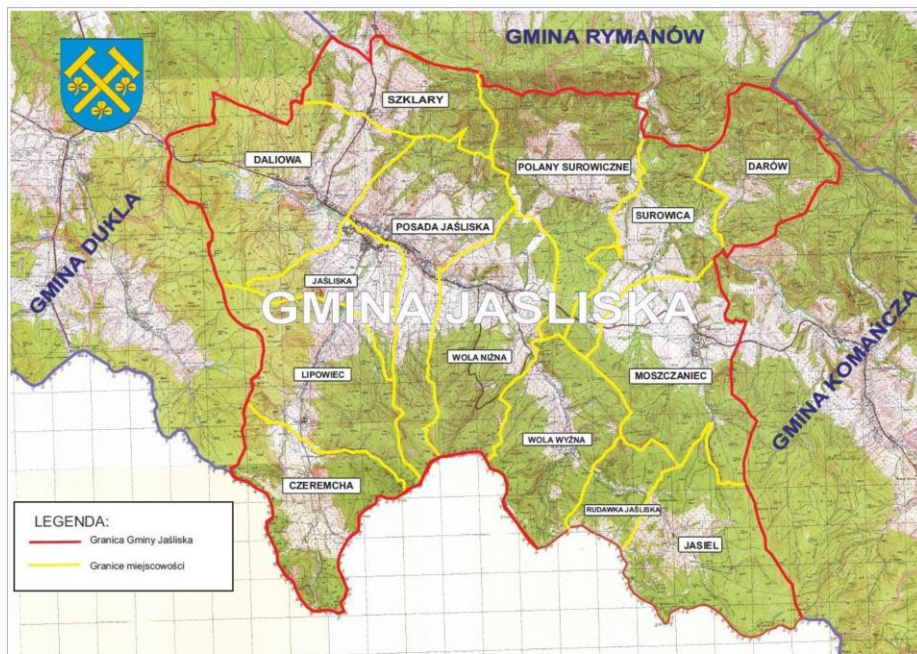 GMINA RYMANÓW
SZKLARY
DALIOWA
POLANY SUROWICZNE
DARÓW
SUROWICA
POSADA JAŚLISKA
GMINA DUKLA
JAŚLISKA
GMINA JAŚLISKA
GMINA KOMAŃCZA
WOLA NIŻNA
LIPOWIEC
MOSZCZANIEC
WOLA WYŻNA
CZEREMCHA
RUDAWKA JAŚLISKA
JASIEL
LEGENDA:
Granica Gminy Jaśliska
Granice miejscowości